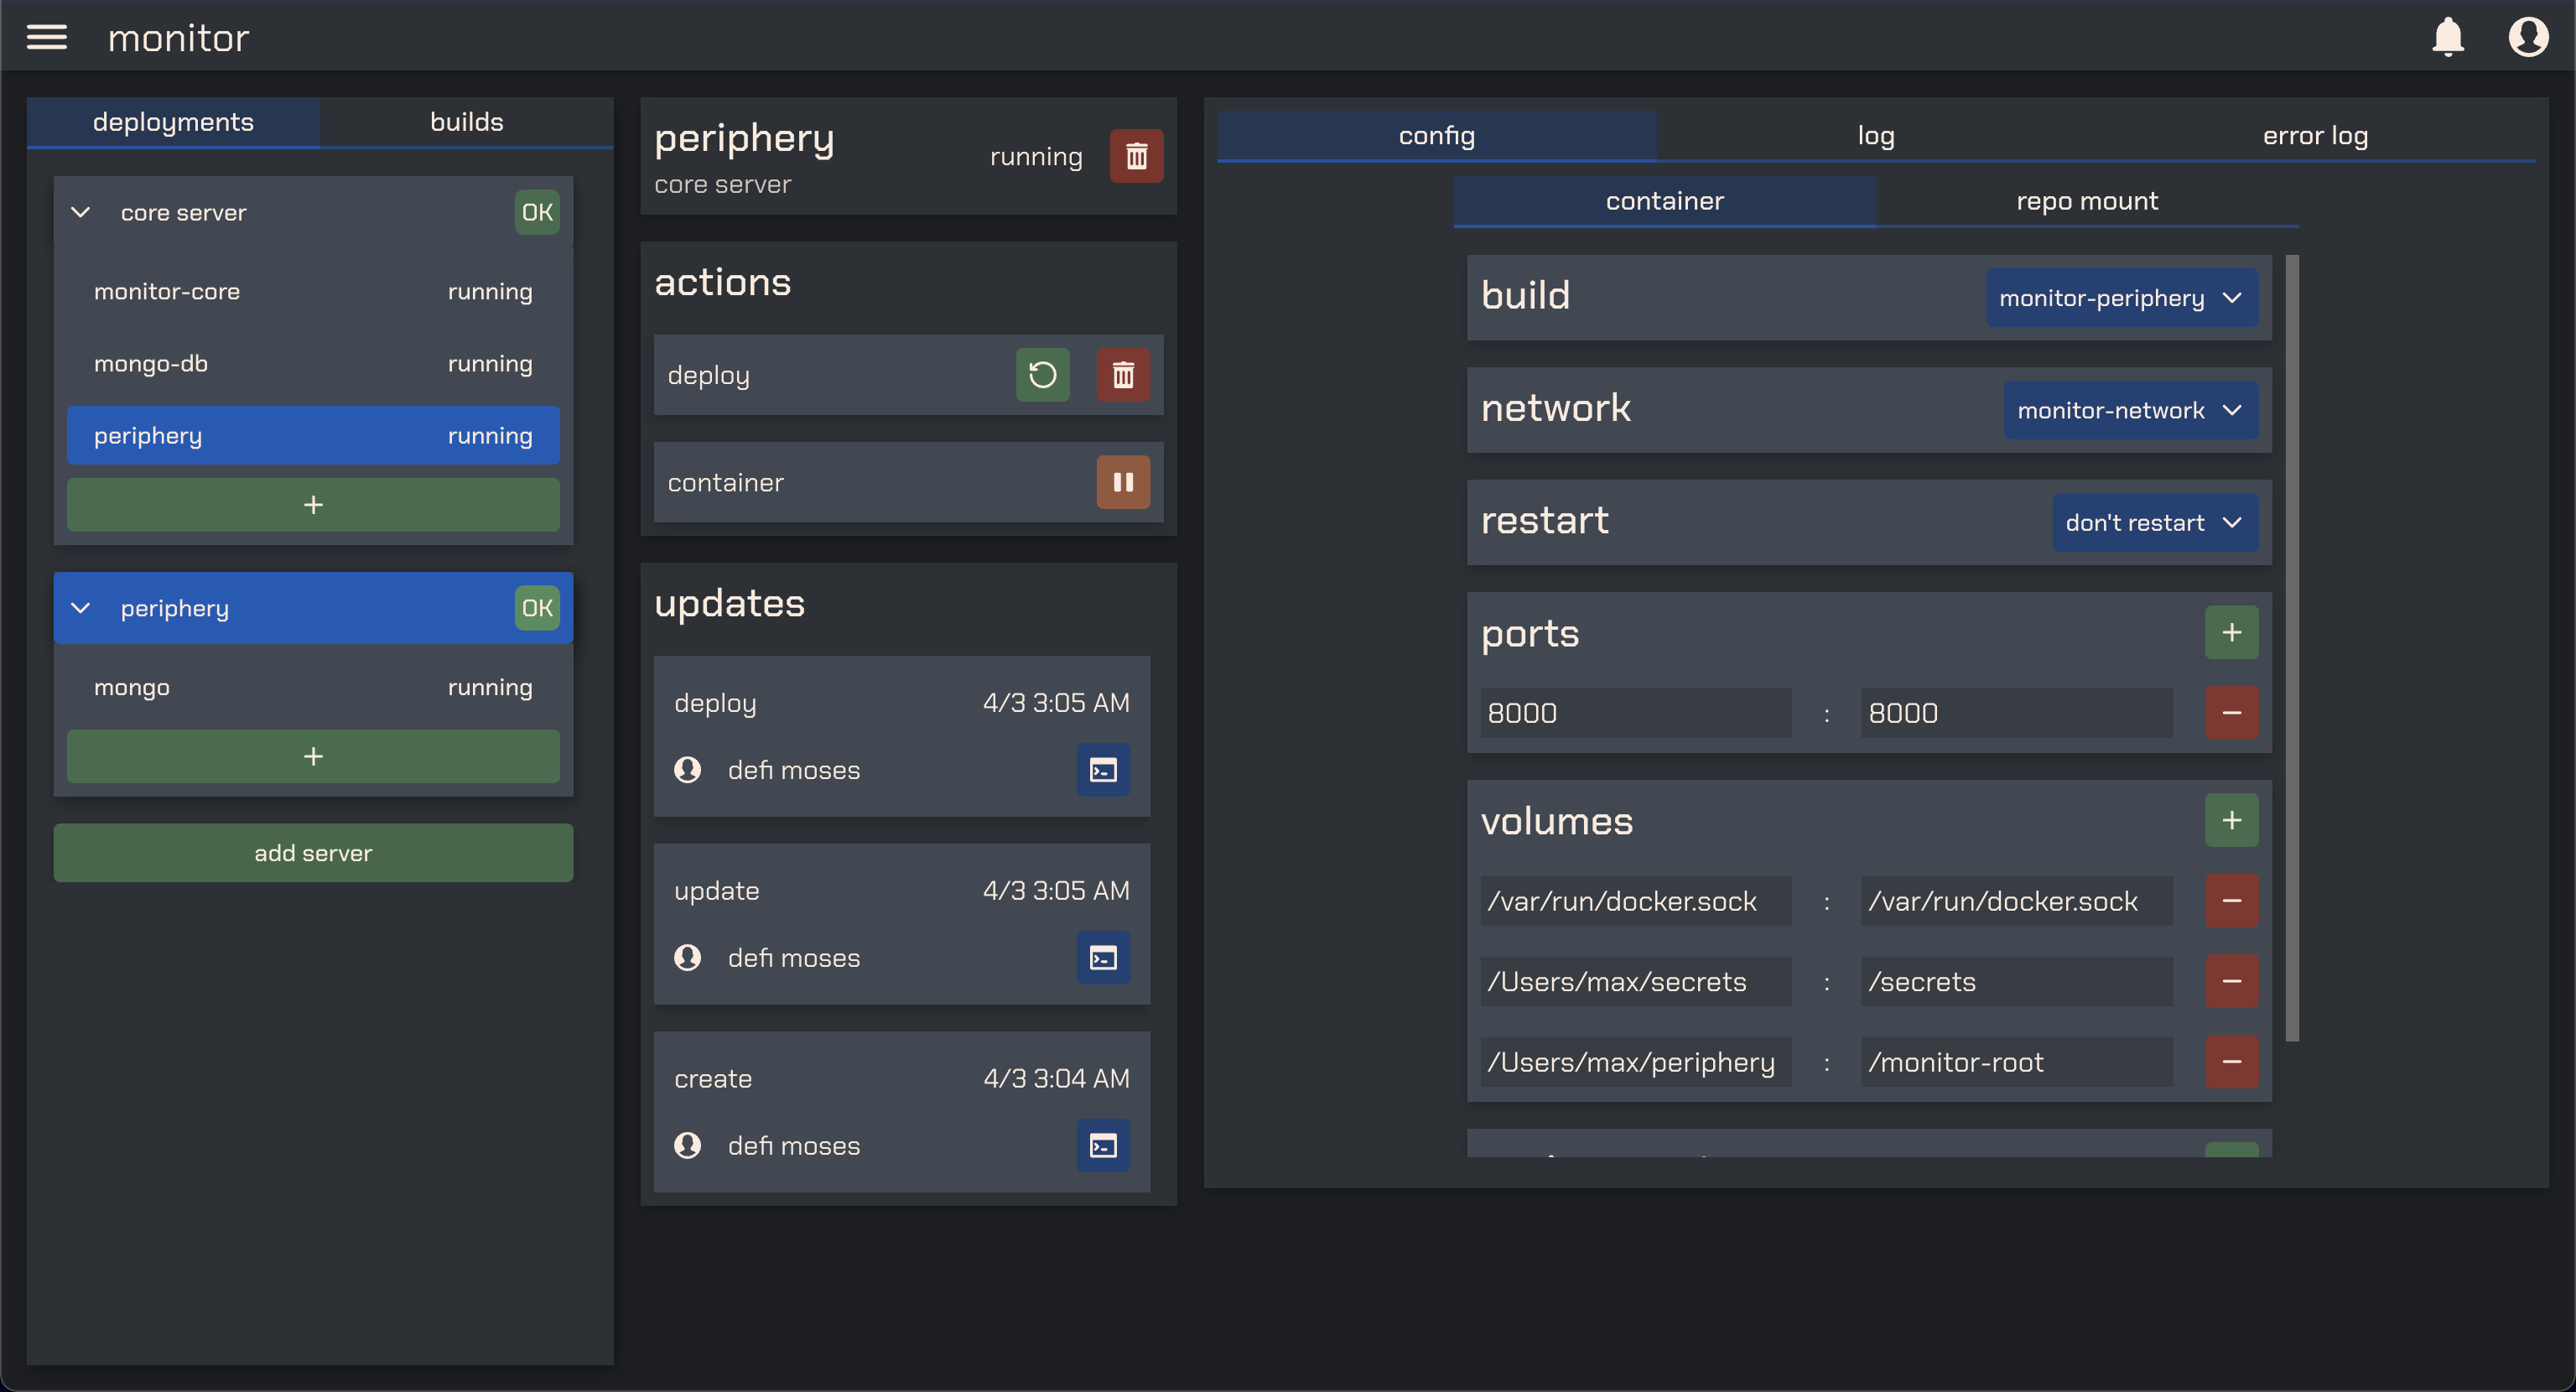 monitor
deployments builds
core server OK
monitor-core running
mongo-db running
periphery running
+
periphery OK
mongo running
+
add server
periphery
core server
running
actions
deploy
container
updates
deploy 4/3 3:05 AM
defi moses
update 4/3 3:05 AM
defi moses
create 4/3 3:04 AM
defi moses
config log error log
container repo mount
build monitor-periphery
network monitor-network
restart don't restart
ports +
8000 : 8000 −
volumes +
/var/run/docker.sock : /var/run/docker.sock −
/Users/max/secrets : /secrets −
/Users/max/periphery : /monitor-root −